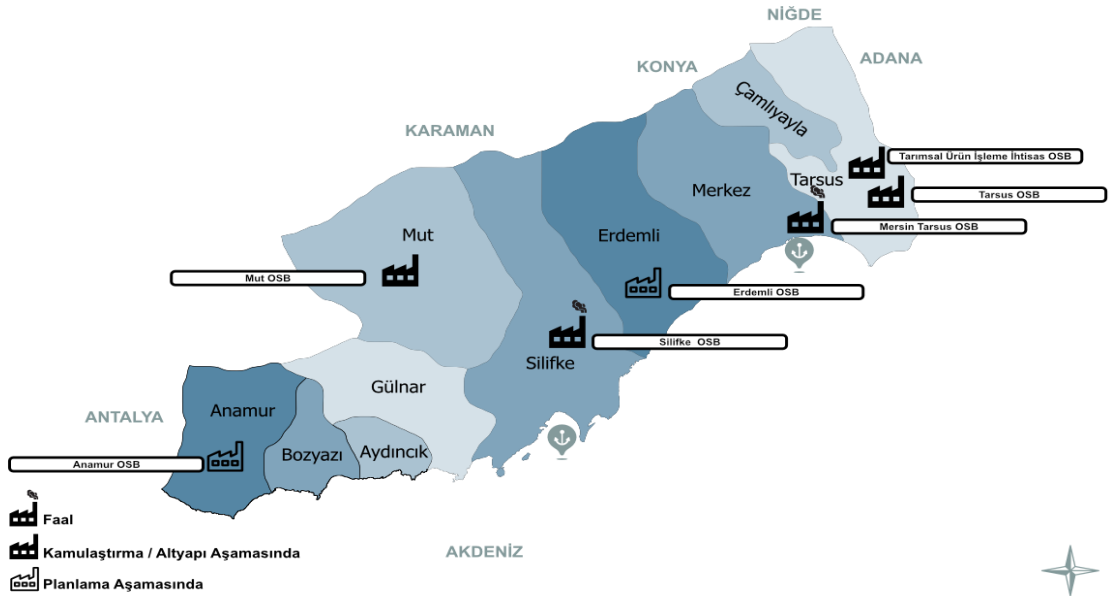 NİĞDE
ADANA
KONYA
Çamlıyayla
KARAMAN
Tarımsal Ürün İşleme İhtisas OSB
Tarsus
Merkez
Tarsus OSB
Mersin Tarsus OSB
Mut
Erdemli
Mut OSB
Erdemli OSB
Silifke OSB
Silifke
Gülnar
Anamur
ANTALYA
Bozyazı
Aydıncık
Anamur OSB
Faal
Kamulaştırma / Altyapı Aşamasında
AKDENİZ
Planlama Aşamasında